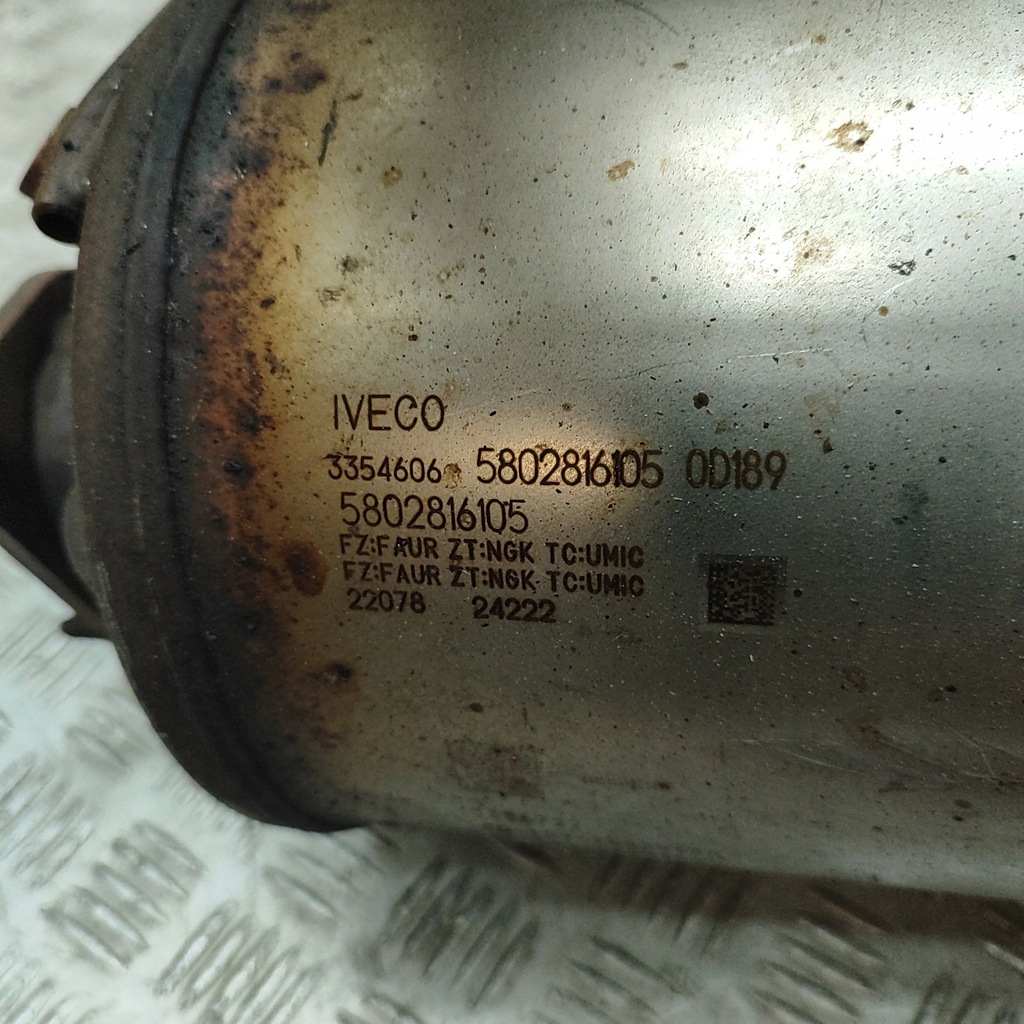 IVECO
3354606 5802816105 0D189
5802816105
FZ:FAUR ZT:NGK TC:UMIC
FZ:FAUR ZT:NGK TC:UMIC
22078 24222